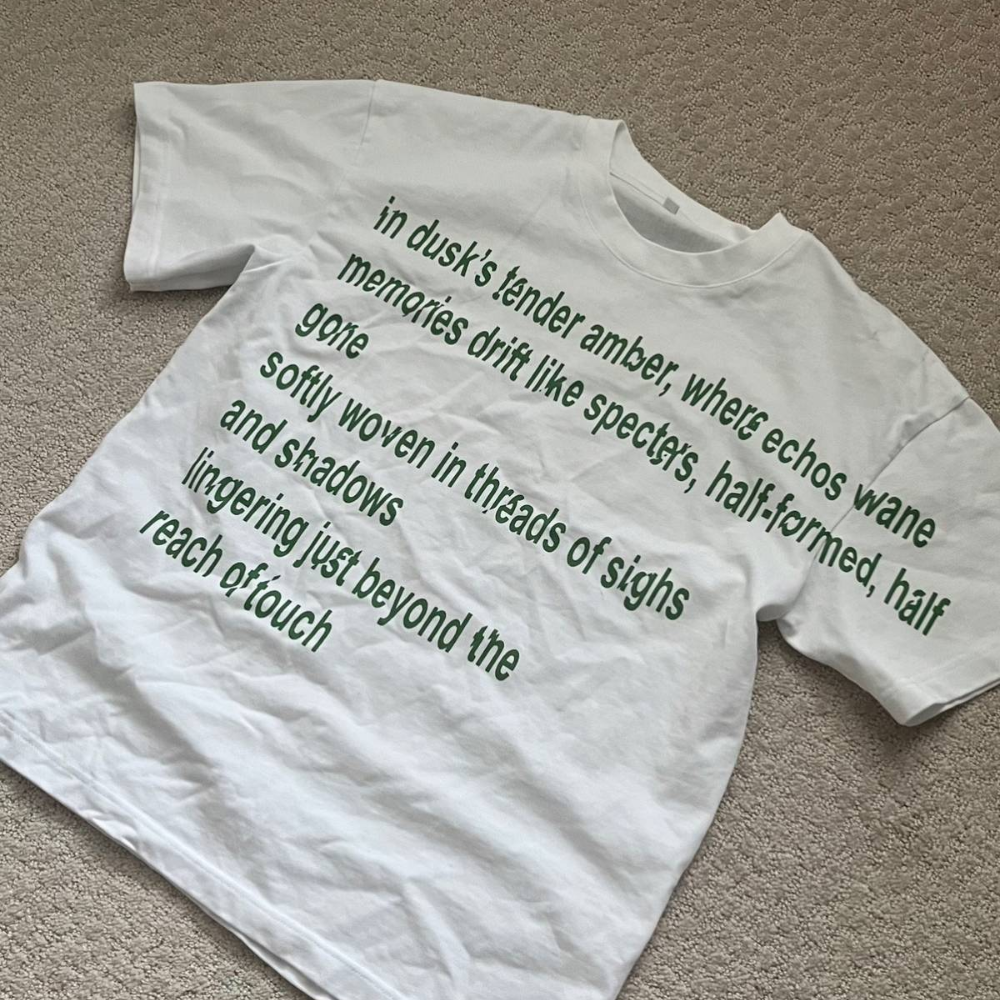 in dusk's tender amber, where echos wane
memories drift like specters, half-formed, half
gone
softly woven in threads of sighs
and shadows
lingering just beyond the
reach of touch